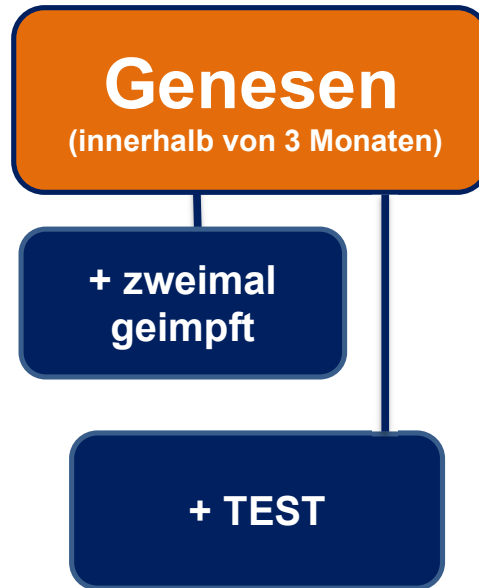 Genesen
(innerhalb von 3 Monaten)
+ zweimal
geimpft
+ TEST